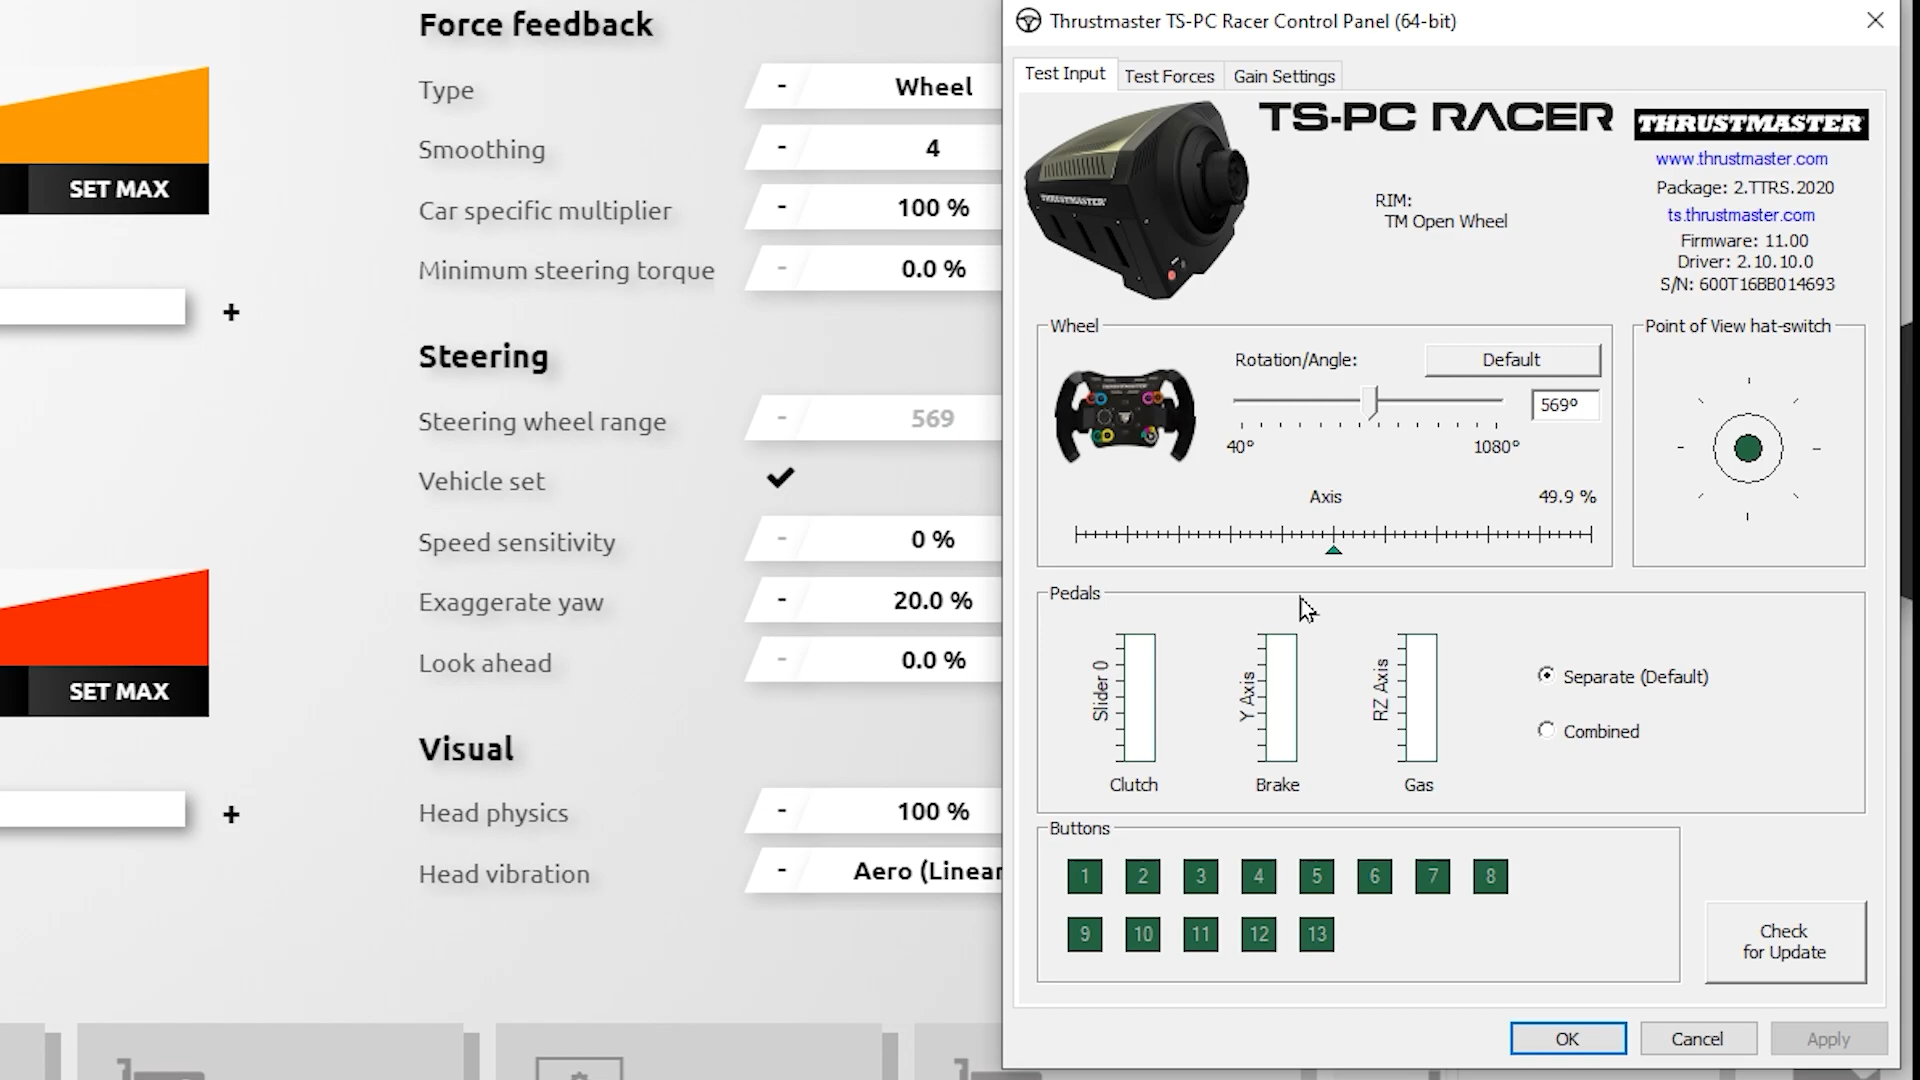 SET MAX
+
SET MAX
+
Force feedback
Type - Wheel
Smoothing - 4
Car specific multiplier - 100 %
Minimum steering torque - 0.0 %
Steering
Steering wheel range - 569
Vehicle set
Speed sensitivity - 0 %
Exaggerate yaw - 20.0 %
Look ahead - 0.0 %
Visual
Head physics - 100 %
Head vibration - Aero (Linear
Thrustmaster TS-PC Racer Control Panel (64-bit)
Test Input Test Forces Gain Settings
THRUSTMASTER
TS-PC RACER
THRUSTMASTER
www.thrustmaster.com
Package: 2.TTRS.2020
ts.thrustmaster.com
Firmware: 11.00
Driver: 2.10.10.0
S/N: 600T16BB014693
RIM:
TM Open Wheel
Wheel
THRUSTMASTER
Rotation/Angle: Default
569°
40° 1080°
Axis 49.9 %
Point of View hat-switch
Pedals
Slider 0
Clutch
Y Axis
Brake
RZ Axis
Gas
Separate (Default)
Combined
Buttons
1 2 3 4 5 6 7 8
9 10 11 12 13
Check
for Update
OK Cancel Apply